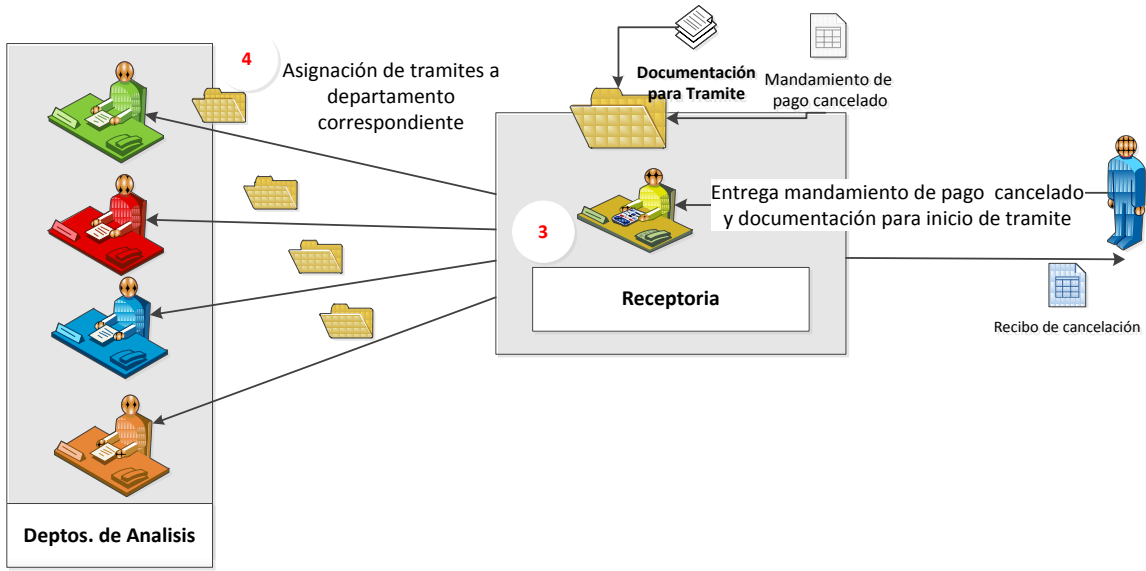 4
Asignación de tramites a
departamento
correspondiente
Documentación
para Tramite
Mandamiento de
pago cancelado
Entrega mandamiento de pago cancelado
y documentación para inicio de tramite
3
Receptoria
Recibo de cancelación
Deptos. de Analisis